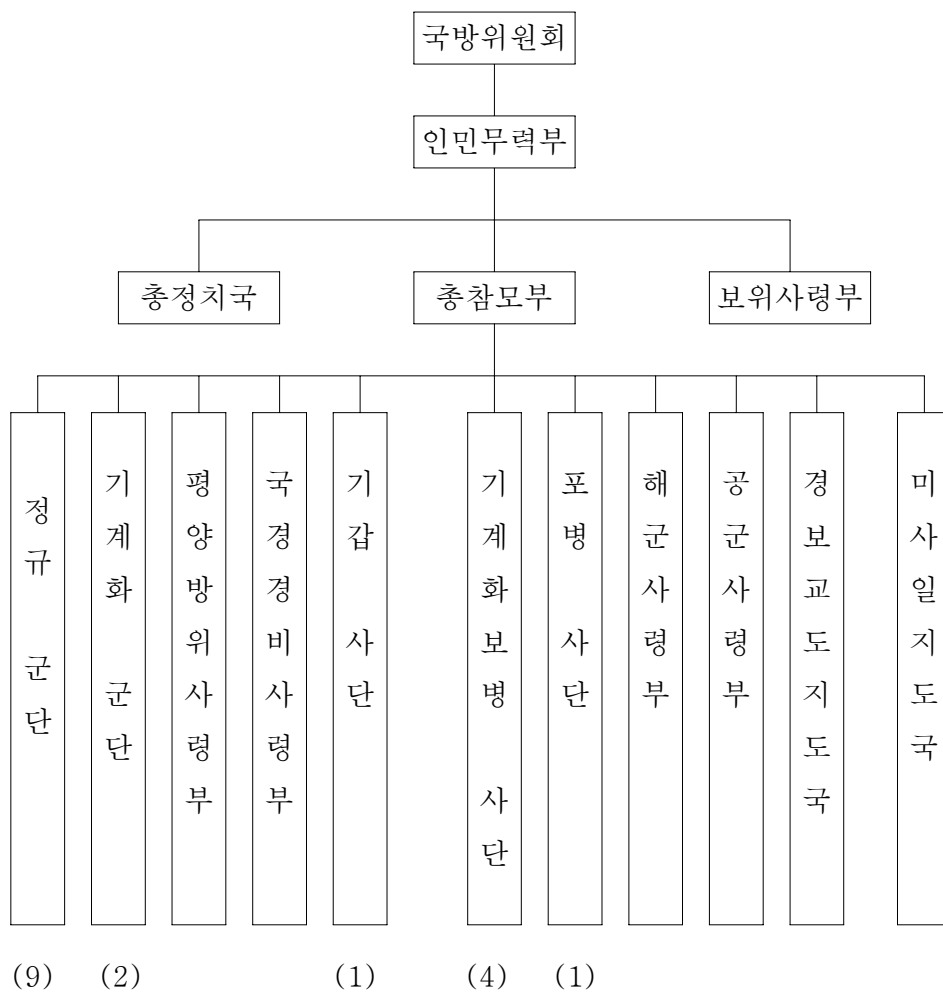 국방위원회
인민무력부
총정치국 총참모부 보위사령부
정규 군단
기계화 군단
평양방위사령부
국경경비사령부
기갑 사단
기계화보병 사단
포병 사단
해군사령부
공군사령부
경보교도지도국
미사일지도국
(9) (2) (1) (4) (1)